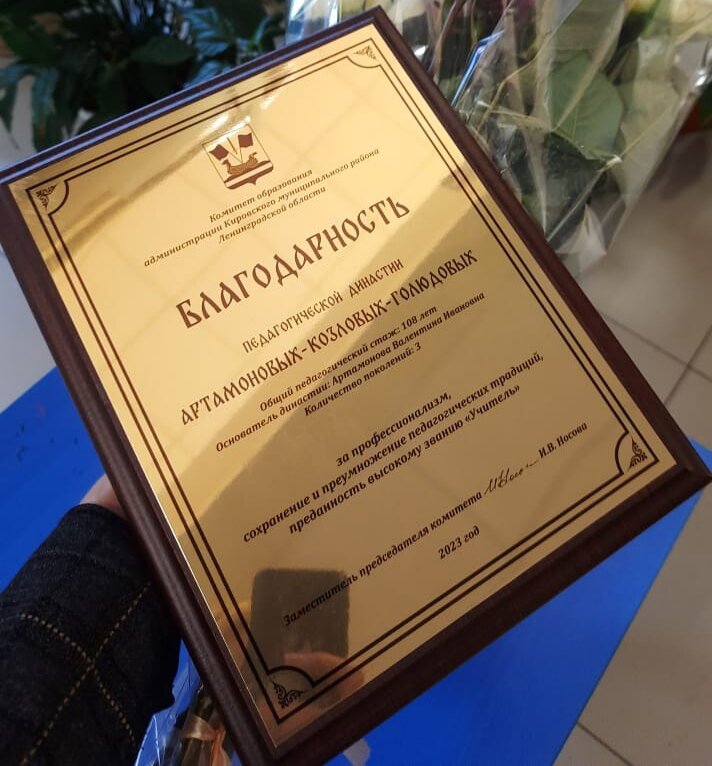 Комитет образования
администрации Кировского муниципального района
Ленинградской области
БЛАГОДАРНОСТЬ
ПЕДАГОГИЧЕСКОЙ ДИНАСТИИ
АРТАМОНОВЫХ-КОЗЛОВЫХ-ГОЛЮДОВЫХ
Общий педагогический стаж: 108 лет
Основатель династии: Артамонова Валентина Ивановна
Количество поколений: 3
за профессионализм,
сохранение и преумножение педагогических традиций,
преданность высокому званию «Учитель»
Заместитель председателя комитета И.В. Носова
2023 год